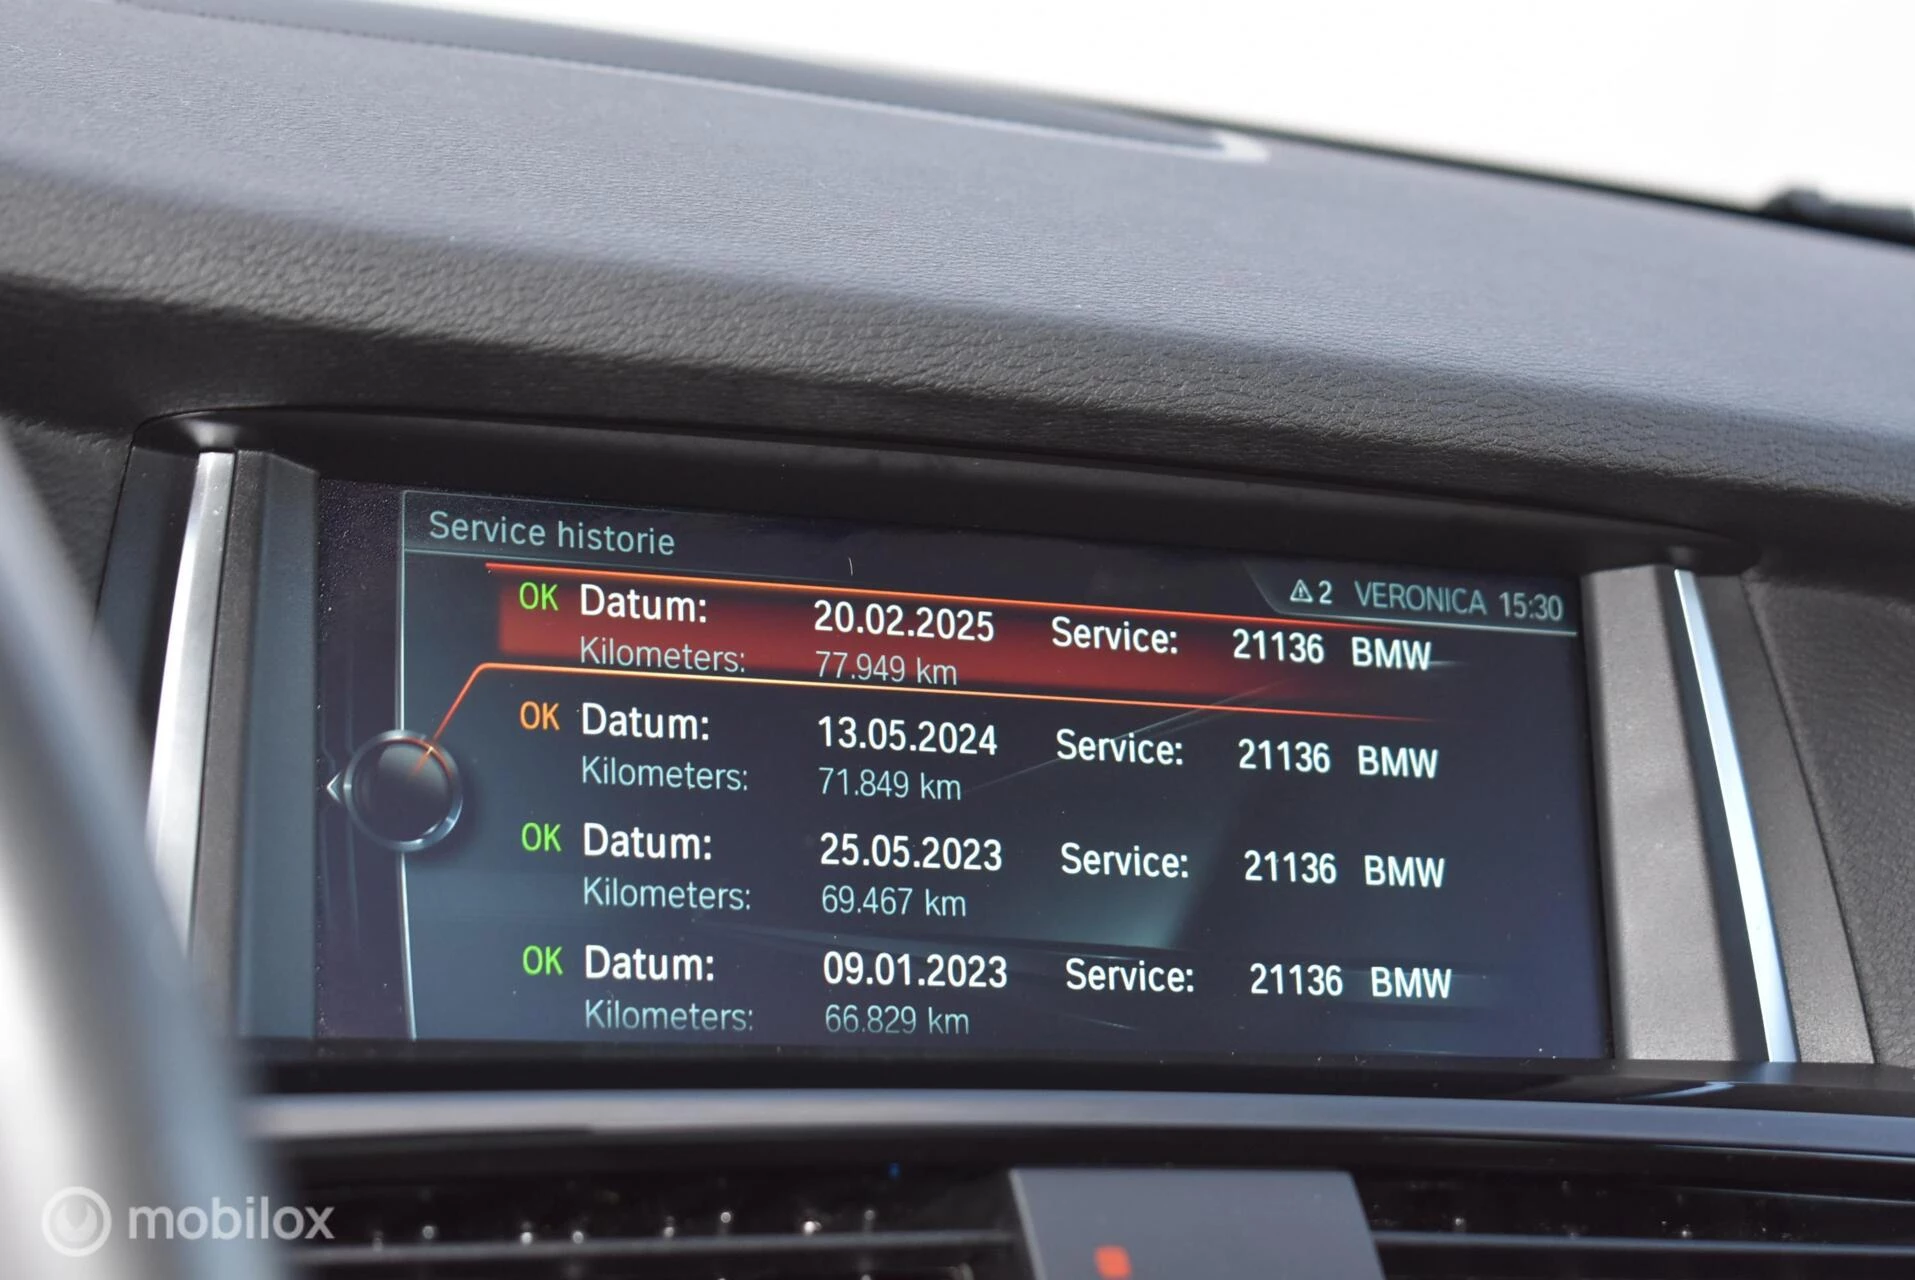 Service historie
⚠2 VERONICA 15:30
OK Datum: 20.02.2025 Service: 21136 BMW
Kilometers: 77.949 km
OK Datum: 13.05.2024 Service: 21136 BMW
Kilometers: 71.849 km
OK Datum: 25.05.2023 Service: 21136 BMW
Kilometers: 69.467 km
OK Datum: 09.01.2023 Service: 21136 BMW
Kilometers: 66.829 km
mobilox